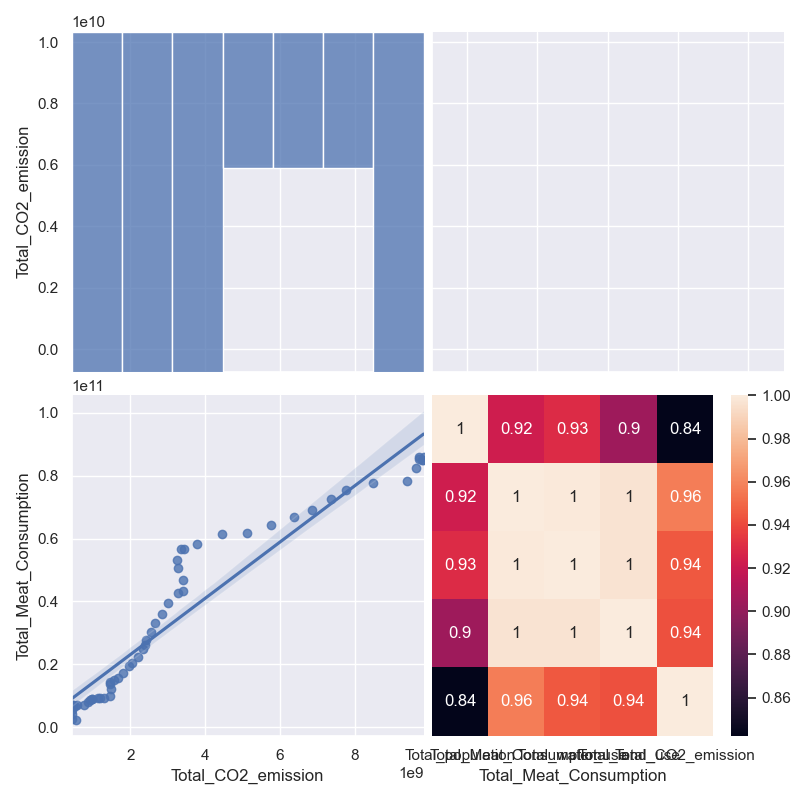 1e10
1.0
0.8
0.6
0.4
0.2
0.0
Total_CO2_emission
1e11
1.0
0.8
0.6
0.4
0.2
0.0
Total_Meat_Consumption
2 4 6 8
1e9
Total_CO2_emission
1 0.92 0.93 0.9 0.84
0.92 1 1 1 0.96
0.93 1 1 1 0.94
0.9 1 1 1 0.94
0.84 0.96 0.94 0.94 1
1.00
0.98
0.96
0.94
0.92
0.90
0.88
0.86
Total_CO2_emission
Total_Meat_Consumption